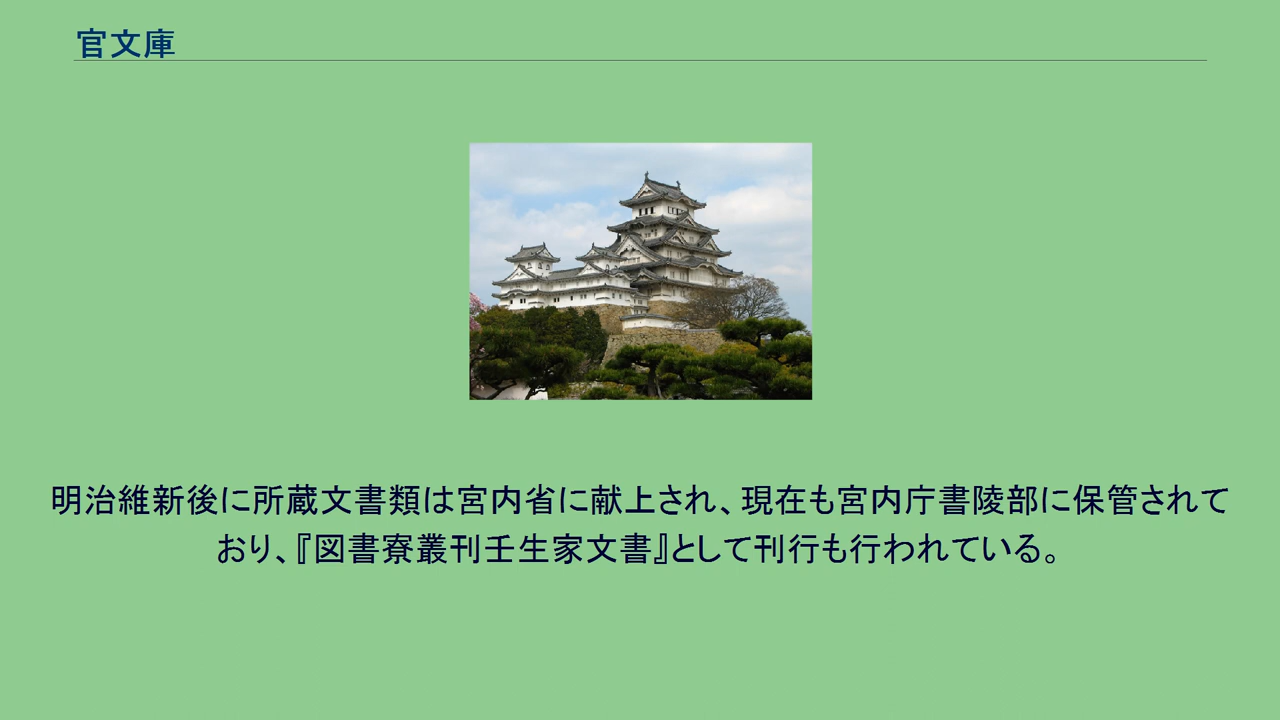 官文庫
明治維新後に所蔵文書類は宮内省に献上され、現在も宮内庁書陵部に保管されて
おり、『図書寮叢刊壬生家文書』として刊行も行われている。